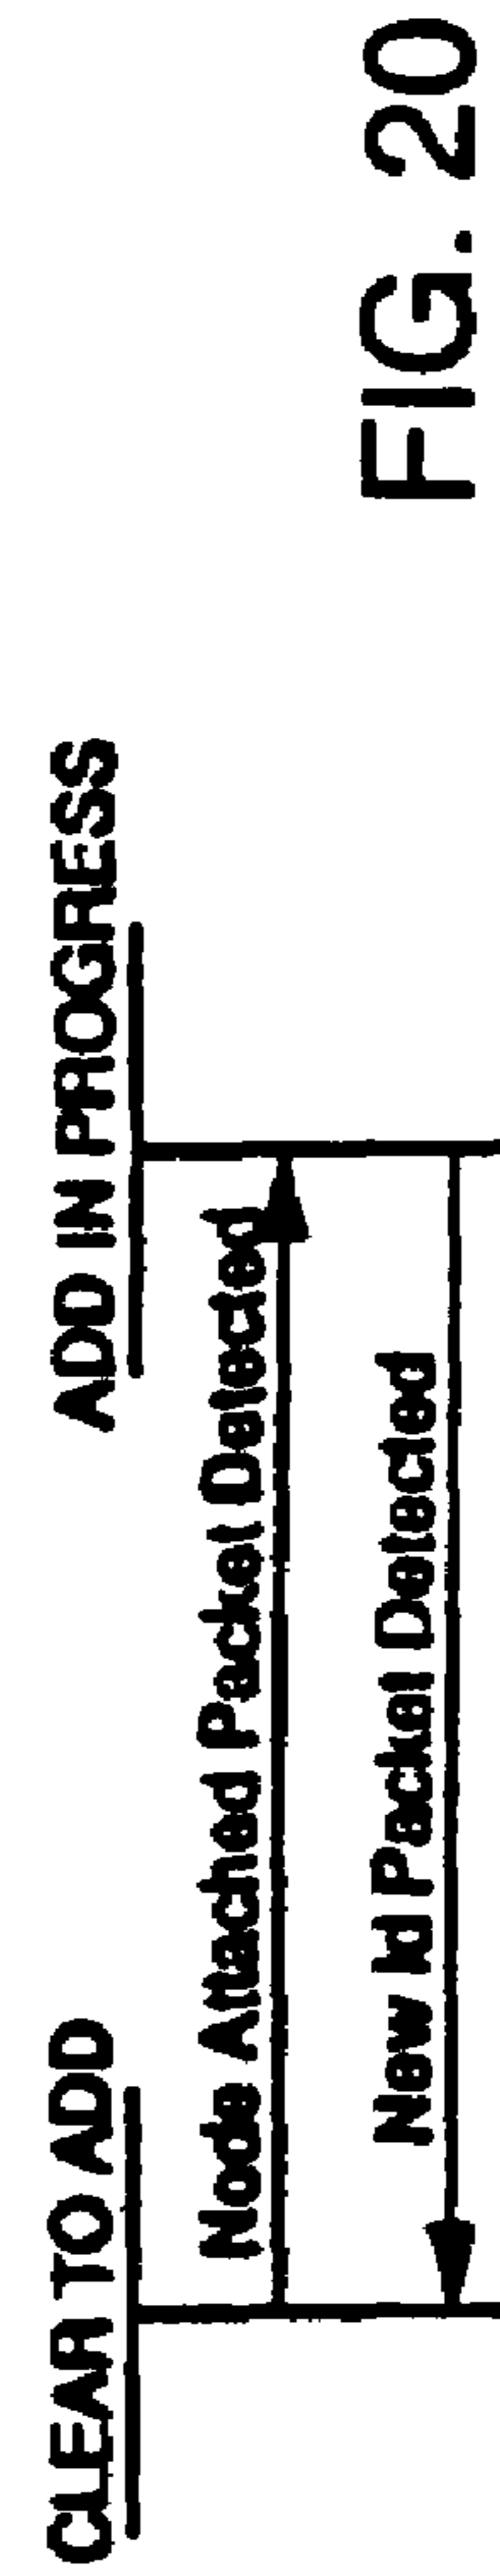 CLEAR TO ADD
ADD IN PROGRESS
Node Attached Packet Detected
New Id Packet Detected
FIG. 20